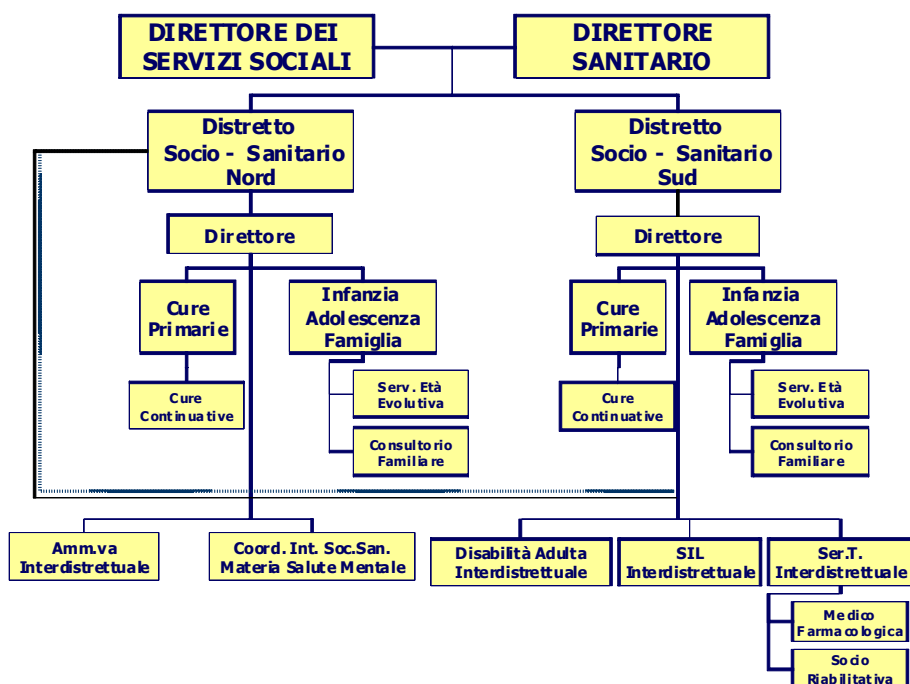 DIRETTORE DEI
SERVIZI SOCIALI
DIRETTORE
SANITARIO
Distretto
Socio - Sanitario
Nord
Distretto
Socio - Sanitario
Sud
Direttore
Direttore
Cure
Primarie
Infanzia
Adolescenza
Famiglia
Cure
Primarie
Infanzia
Adolescenza
Famiglia
Cure
Continuative
Serv. Età
Evolutiva
Consultorio
Familiare
Cure
Continuative
Serv. Età
Evolutiva
Consultorio
Familiare
Amm.va
Interdistrettuale
Coord. Int. Soc.San.
Materia Salute Mentale
Disabilità Adulta
Interdistrettuale
SIL
Interdistrettuale
Ser.T.
Interdistrettuale
Medico
Farmacologica
Socio
Riabilitativa